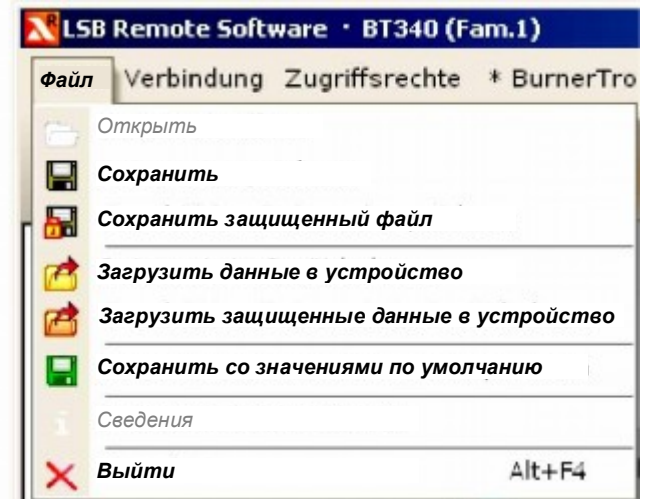 LSB Remote Software · BT340 (Fam.1)
Файл Verbindung Zugriffsrechte * BurnerTro
Открыть
Сохранить
Сохранить защищенный файл
Загрузить данные в устройство
Загрузить защищенные данные в устройство
Сохранить со значениями по умолчанию
Сведения
Выйти Alt+F4